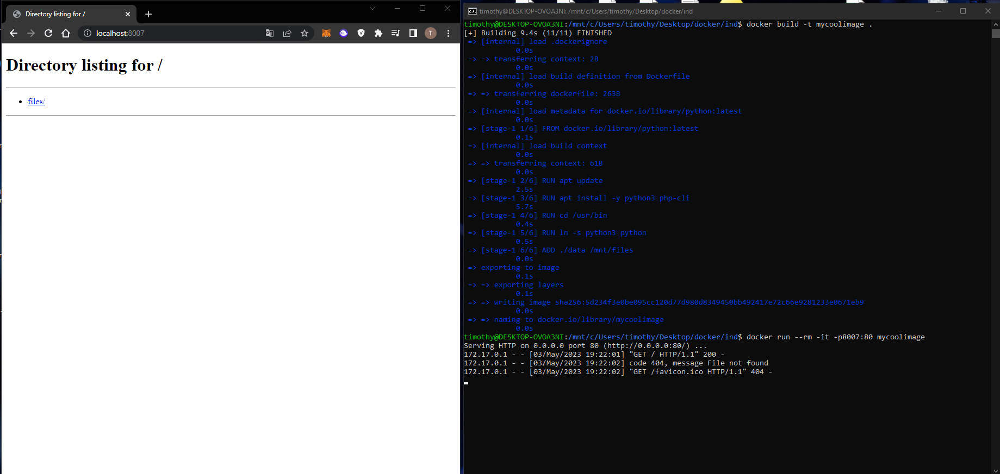 Directory listing for /
localhost:8007
T
Directory listing for /
files/
timothy@DESKTOP-OVOA3NI: /mnt/c/Users/timothy/Desktop/docker/ind
timothy@DESKTOP-OVOA3NI:/mnt/c/Users/timothy/Desktop/docker/ind$ docker build -t mycoolimage .
[+] Building 9.4s (11/11) FINISHED
=> [internal] load .dockerignore
0.0s
=> => transferring context: 2B
0.0s
=> [internal] load build definition from Dockerfile
0.0s
=> => transferring dockerfile: 263B
0.0s
=> [internal] load metadata for docker.io/library/python:latest
0.0s
=> [stage-1 1/6] FROM docker.io/library/python:latest
0.1s
=> [internal] load build context
0.0s
=> => transferring context: 61B
0.0s
=> [stage-1 2/6] RUN apt update
2.5s
=> [stage-1 3/6] RUN apt install -y python3 php-cli
5.7s
=> [stage-1 4/6] RUN cd /usr/bin
0.4s
=> [stage-1 5/6] RUN ln -s python3 python
0.5s
=> [stage-1 6/6] ADD ./data /mnt/files
0.0s
=> exporting to image
0.1s
=> => exporting layers
0.1s
=> => writing image sha256:5d234f3e0be095cc120d77d980d8349450bb492417e72c66e9281233e0671eb9
0.0s
=> => naming to docker.io/library/mycoolimage
0.0s
timothy@DESKTOP-OVOA3NI:/mnt/c/Users/timothy/Desktop/docker/ind$ docker run --rm -it -p8007:80 mycoolimage
Serving HTTP on 0.0.0.0 port 80 (http://0.0.0.0:80/) ...
172.17.0.1 - - [03/May/2023 19:22:01] "GET / HTTP/1.1" 200 -
172.17.0.1 - - [03/May/2023 19:22:02] code 404, message File not found
172.17.0.1 - - [03/May/2023 19:22:02] "GET /favicon.ico HTTP/1.1" 404 -